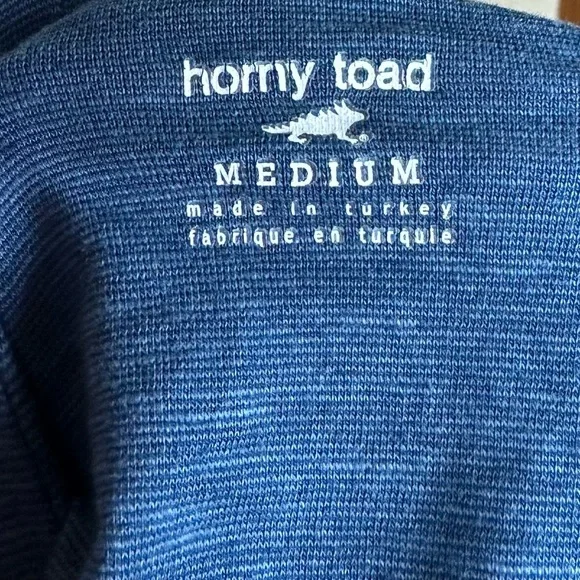 horny toad
MEDIUM
made in turkey
fabrique en turquie